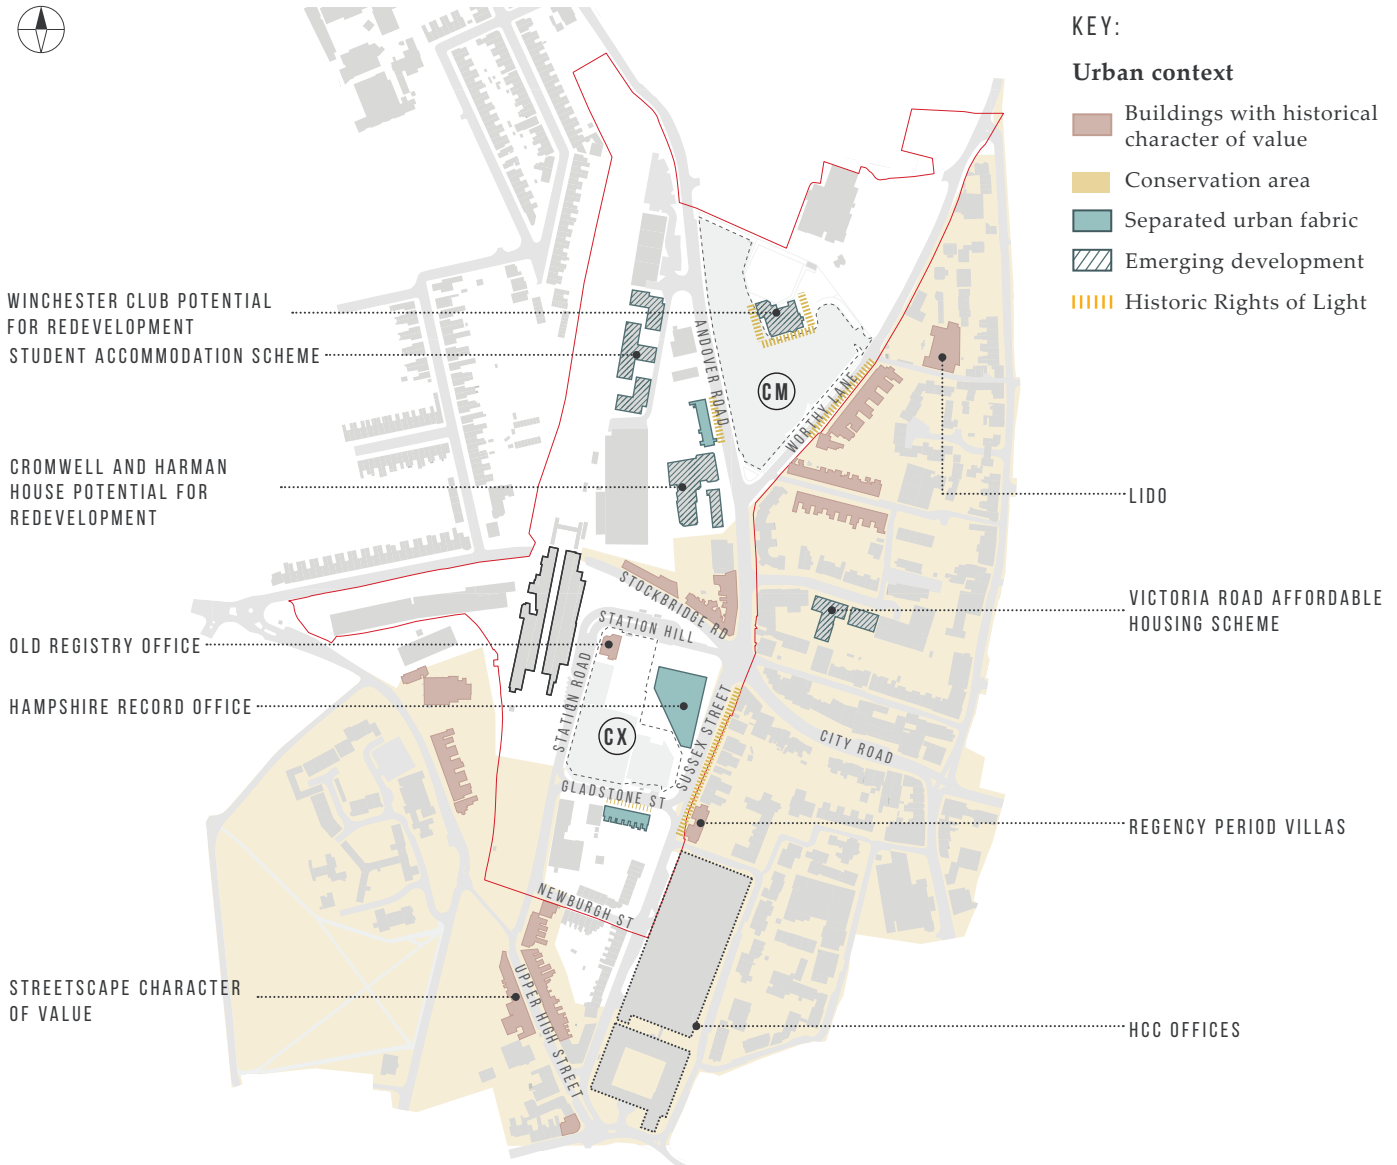 KEY:
Urban context
Buildings with historical
character of value
Conservation area
Separated urban fabric
Emerging development
Historic Rights of Light
WINCHESTER CLUB POTENTIAL
FOR REDEVELOPMENT
STUDENT ACCOMMODATION SCHEME
CROMWELL AND HARMAN
HOUSE POTENTIAL FOR
REDEVELOPMENT
OLD REGISTRY OFFICE
HAMPSHIRE RECORD OFFICE
STREETSCAPE CHARACTER
OF VALUE
ANDOVER ROAD
CM
WORTHY LANE
STOCKBRIDGE RD
STATION HILL
STATION ROAD
CX
SUSSEX STREET
GLADSTONE ST
CITY ROAD
NEWBURGH ST
UPPER HIGH STREET
LIDO
VICTORIA ROAD AFFORDABLE
HOUSING SCHEME
REGENCY PERIOD VILLAS
HCC OFFICES